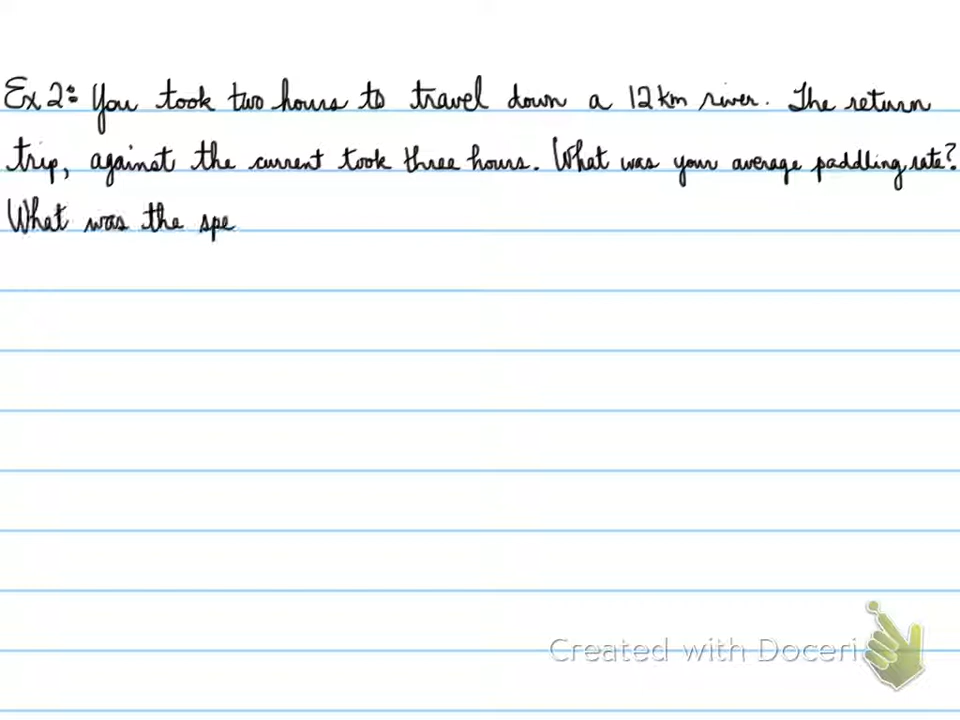 Ex 2: You took two hours to travel down a 12 km river. The return
trip, against the current took three hours. What was your average paddling rate?
What was the spe
Created with Doceri